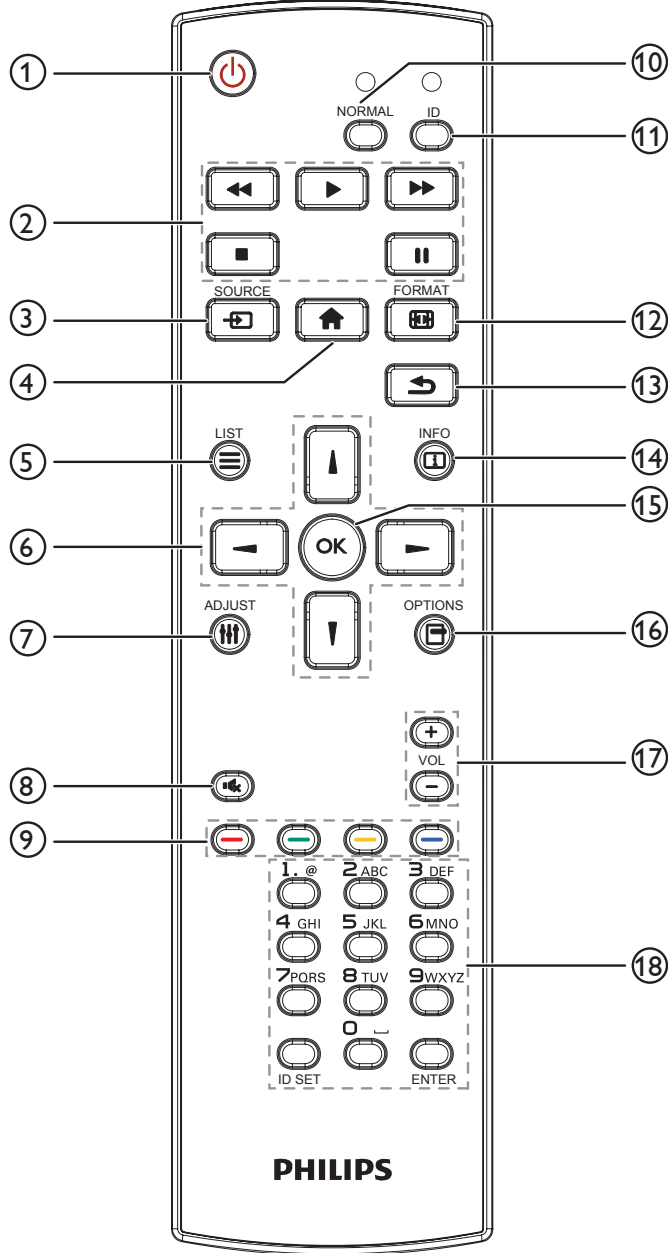 ①
⑩
NORMAL ID
⑪
②
SOURCE FORMAT
③
⑫
④
⑬
LIST INFO
⑤
⑭
⑮
⑥
OK
ADJUST OPTIONS
⑦
⑯
⑰
+
VOL
−
⑧
⑨
1. @ 2 ABC 3 DEF
4 GHI 5 JKL 6 MNO
⑱
7 PQRS 8 TUV 9 WXYZ
0 ⎵
ID SET ENTER
PHILIPS